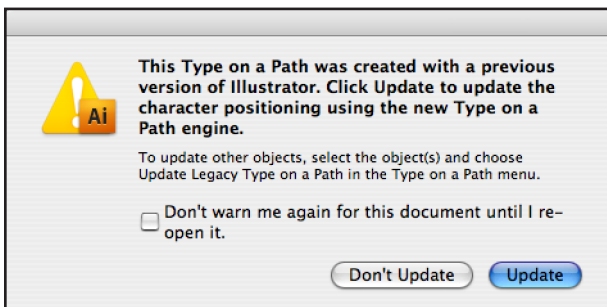 This Type on a Path was created with a previous
version of Illustrator. Click Update to update the
character positioning using the new Type on a
Path engine.
Ai
To update other objects, select the object(s) and choose
Update Legacy Type on a Path in the Type on a Path menu.
Don't warn me again for this document until I re-
open it.
Don't Update
Update